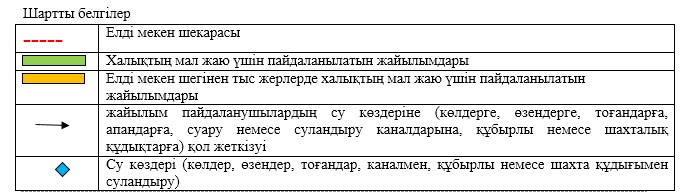 Шартты белгілер
Елді мекен шекарасы
Халықтың мал жаю үшін пайдаланылатын жайылымдары
Елді мекен шегінен тыс жерлерде халықтың мал жаю үшін пайдаланылатын
жайылымдары
жайылым пайдаланушылардың су көздеріне (көлдерге, өзендерге, тоғандарға,
апандарға, суару немесе суландыру каналдарына, құбырлы немесе шахталық
құдықтарға) қол жеткізуі
Су көздері (көлдер, өзендер, тоғандар, каналмен, құбырлы немесе шахта құдығымен
суландыру)